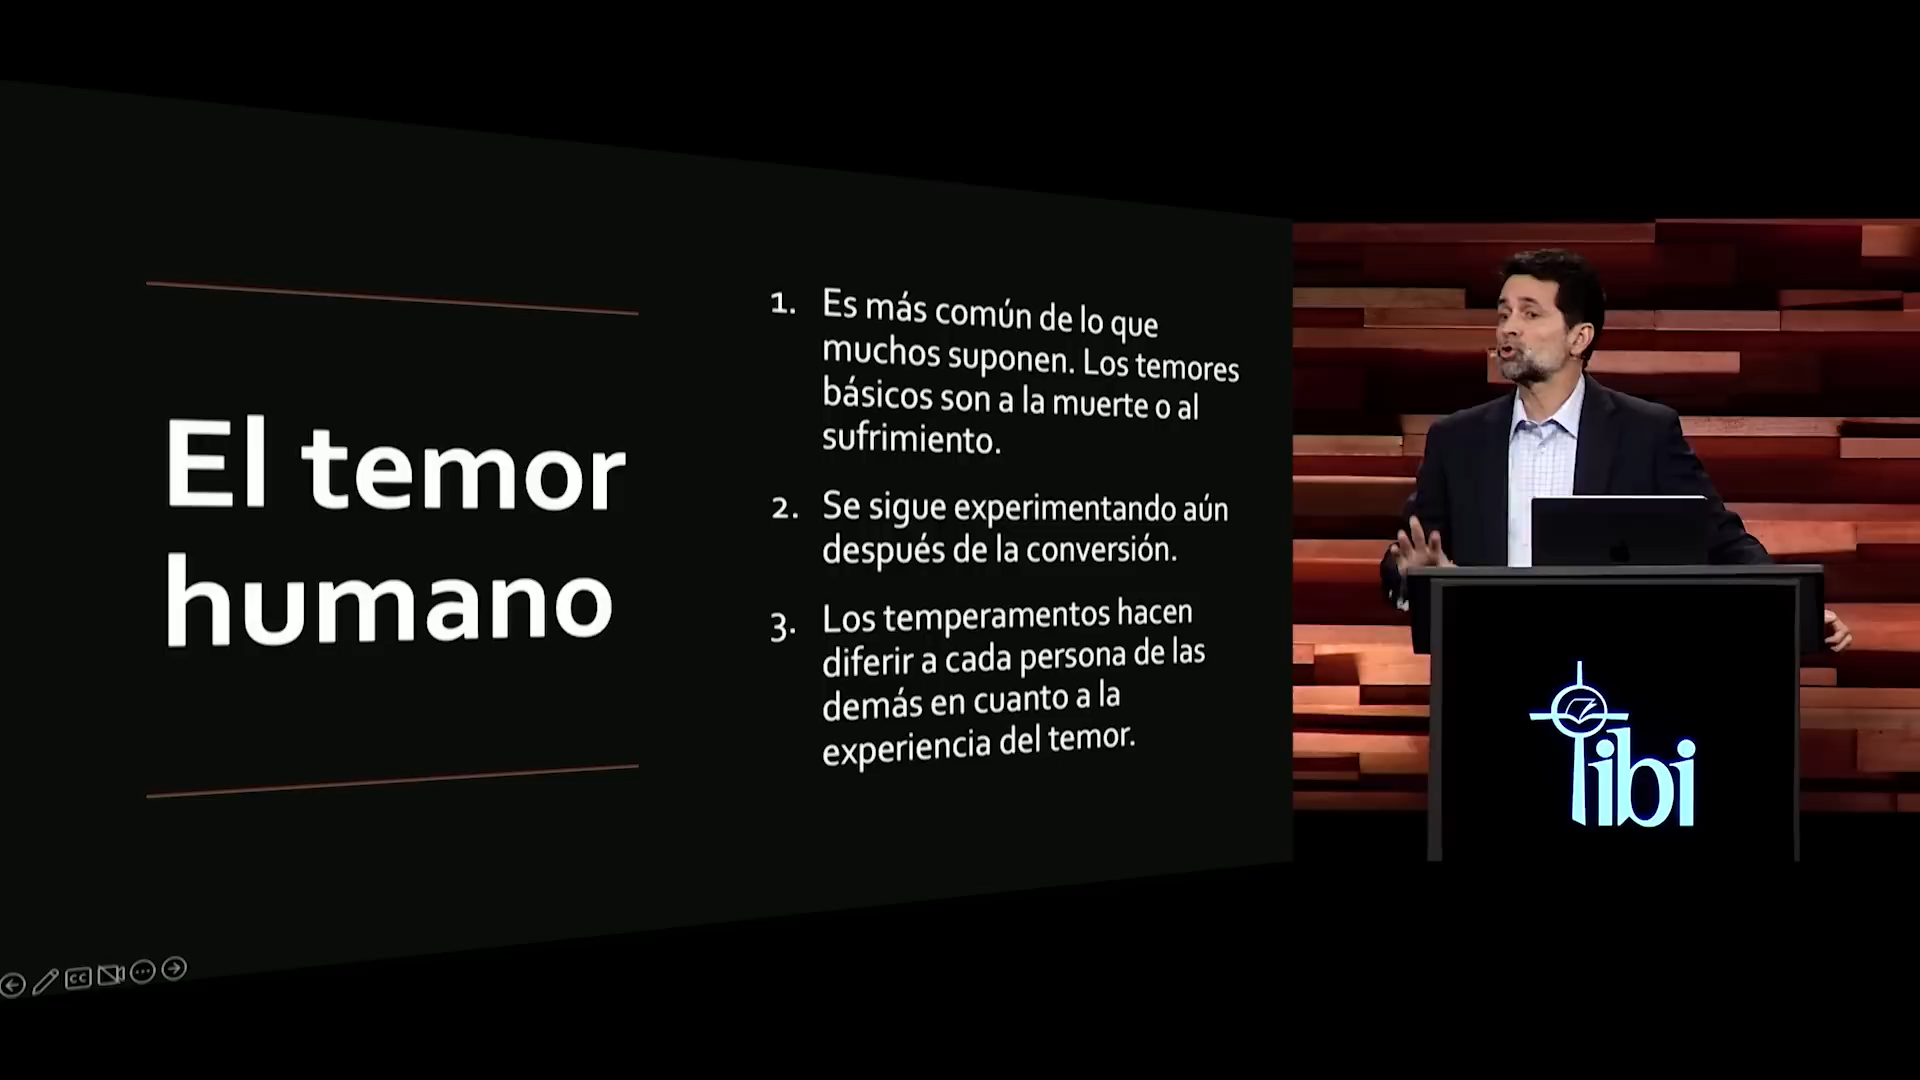 El temor
humano
1. Es más común de lo que
muchos suponen. Los temores
básicos son a la muerte o al
sufrimiento.
2. Se sigue experimentando aún
después de la conversión.
3. Los temperamentos hacen
diferir a cada persona de las
demás en cuanto a la
experiencia del temor.
CC
ibi